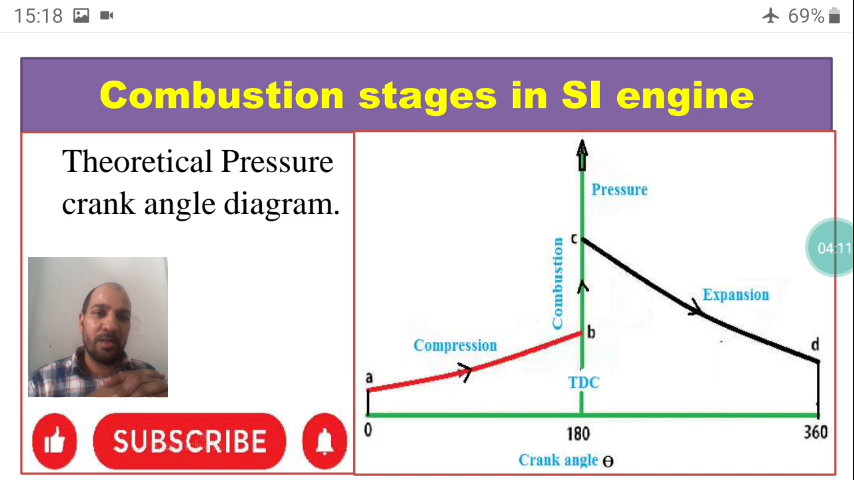 15:18
69%
Combustion stages in SI engine
Theoretical Pressure
crank angle diagram.
SUBSCRIBE
Pressure
c
Combustion
04:11
Expansion
b
Compression
d
a
TDC
0
180
360
Crank angle Θ